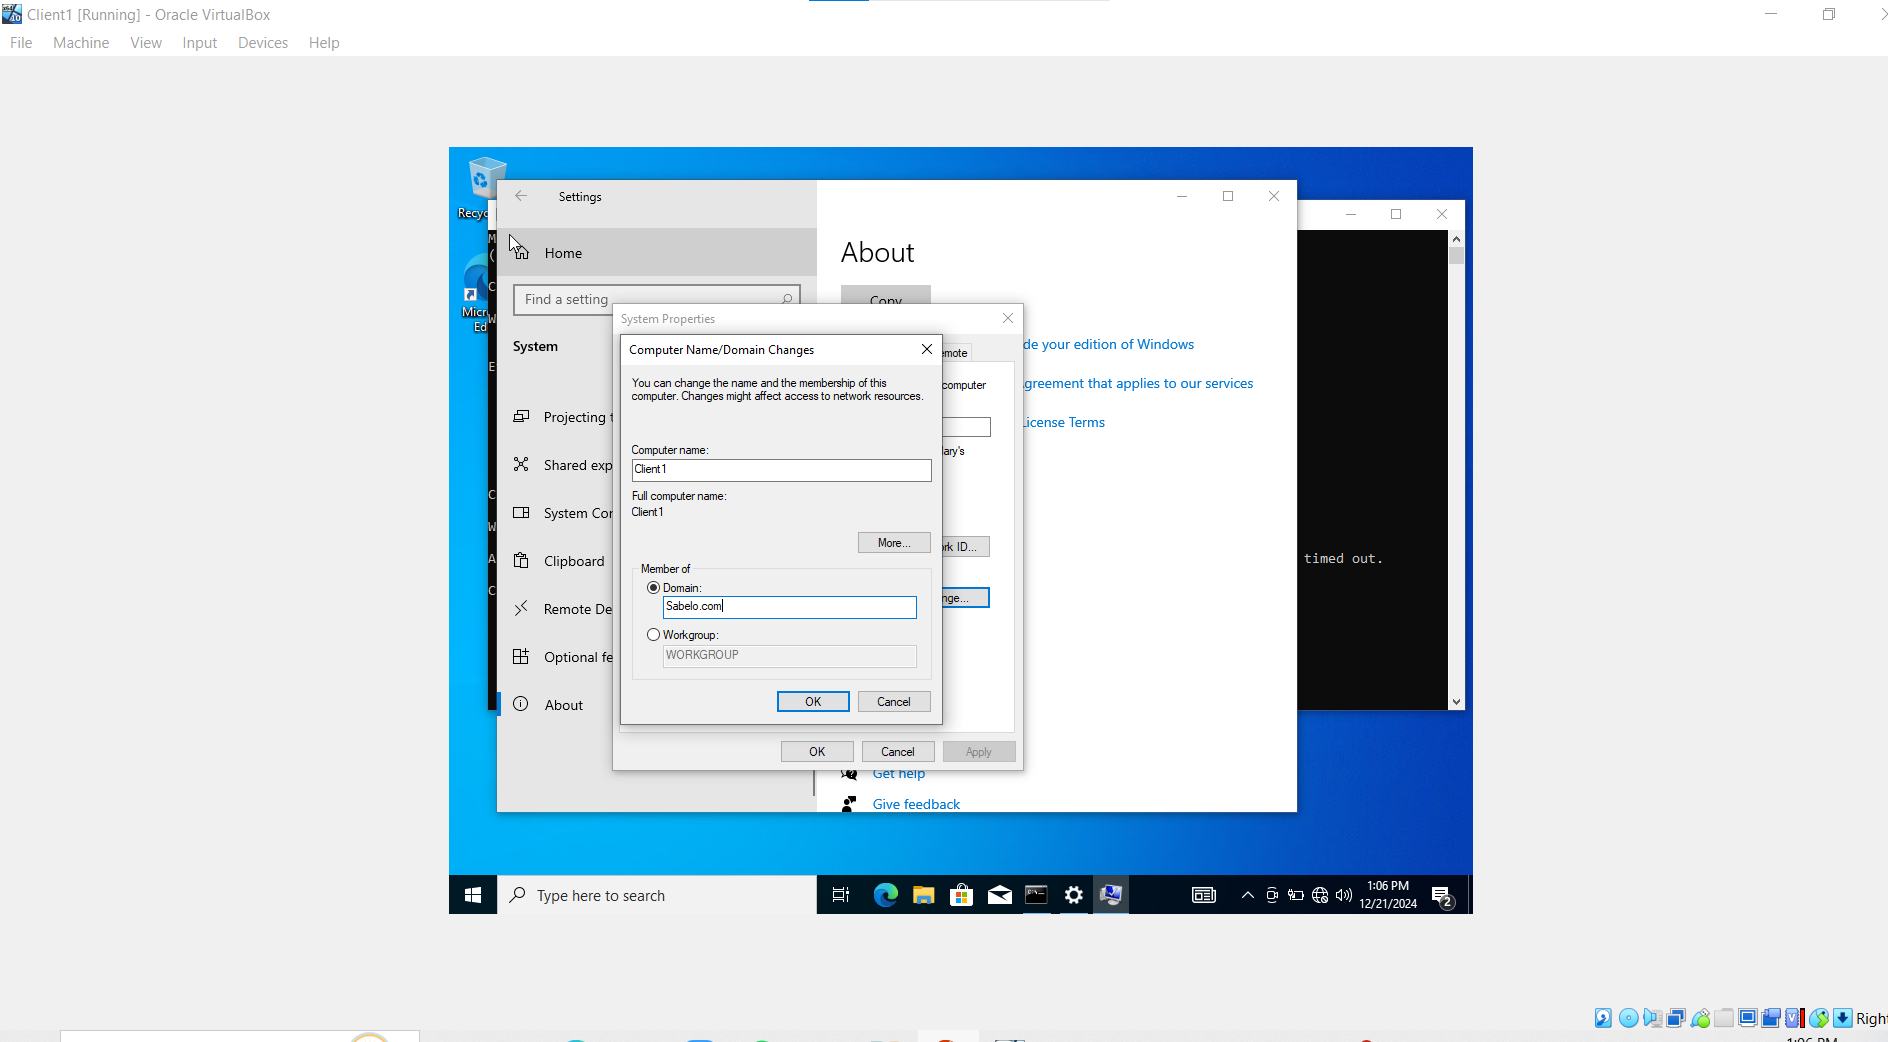 Client1 [Running] - Oracle VirtualBox
File Machine View Input Devices Help
Settings
Home
Find a setting
System
Projecting t
Shared exp
System Cor
Clipboard
Remote De
Optional fe
About
About
Copy
de your edition of Windows
greement that applies to our services
License Terms
Get help
Give feedback
System Properties
emote
computer
ary's
rk ID...
nge...
OK Cancel Apply
Computer Name/Domain Changes
You can change the name and the membership of this
computer. Changes might affect access to network resources.
Computer name:
Client1
Full computer name:
Client1
More...
Member of
Domain:
Sabelo.com
Workgroup:
WORKGROUP
OK Cancel
timed out.
Recyc
Micr
Ed
M
(
C
W
E
C
W
A
C
Type here to search
1:06 PM
12/21/2024
2
Right